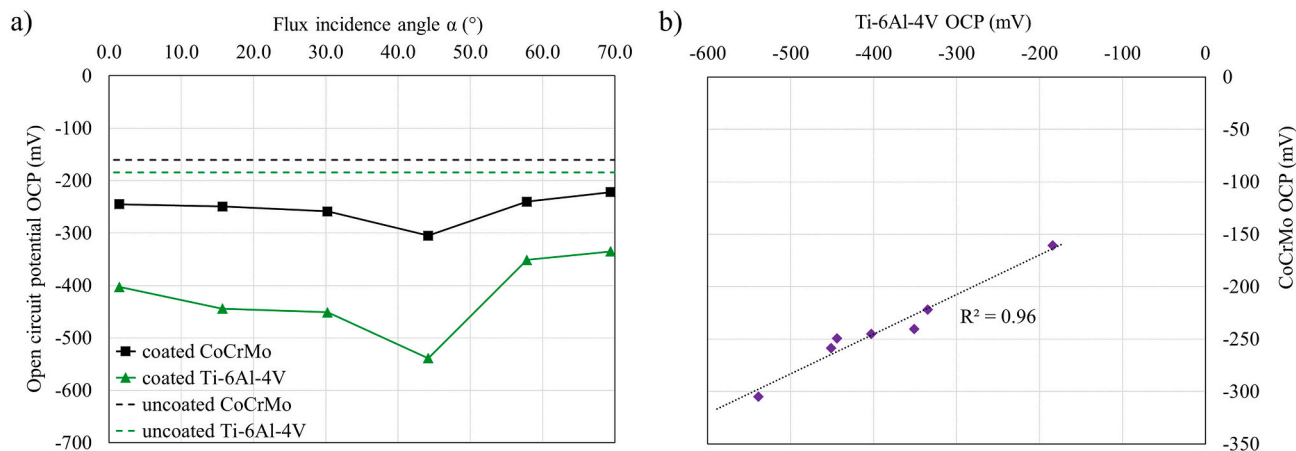 a)
Flux incidence angle α (°)
0.0 10.0 20.0 30.0 40.0 50.0 60.0 70.0
Open circuit potential OCP (mV)
0
-100
-200
-300
-400
-500
-600
-700
coated CoCrMo
coated Ti-6Al-4V
uncoated CoCrMo
uncoated Ti-6Al-4V
b)
Ti-6Al-4V OCP (mV)
-600 -500 -400 -300 -200 -100 0
0
-50
-100
-150
-200
-250
-300
-350
CoCrMo OCP (mV)
R² = 0.96